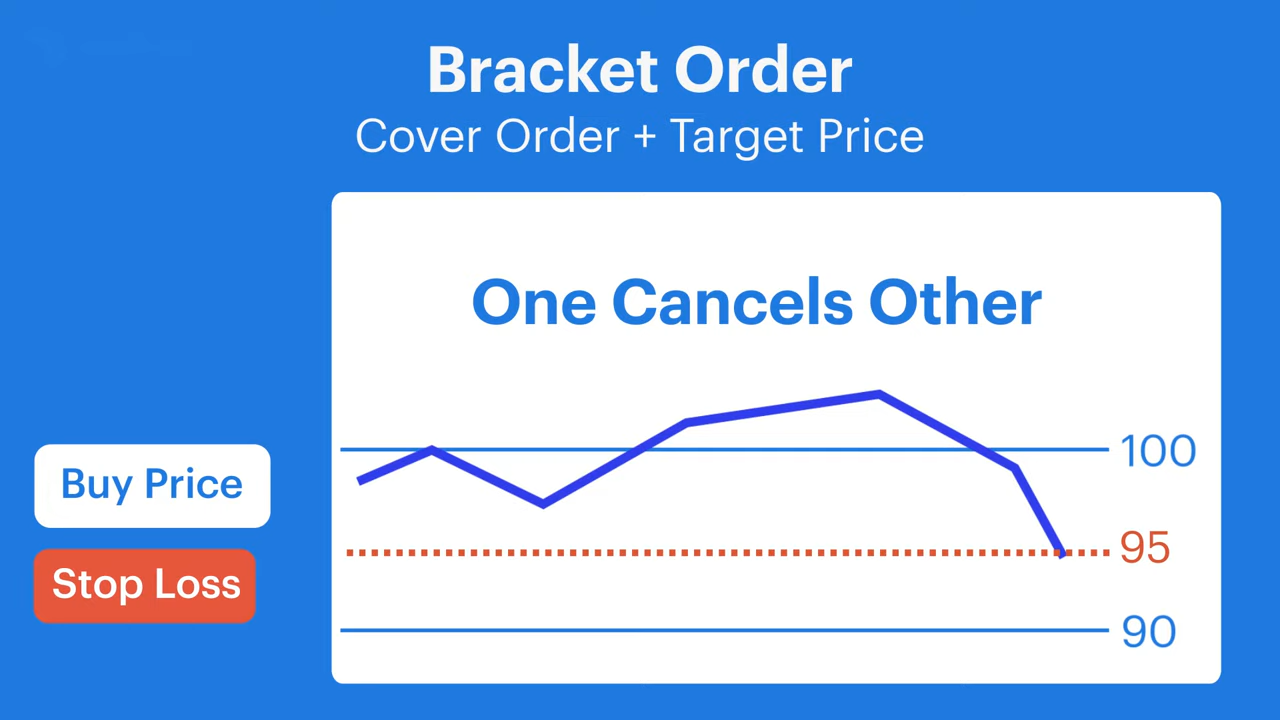 Bracket Order
Cover Order + Target Price
One Cancels Other
100
Buy Price
95
Stop Loss
90